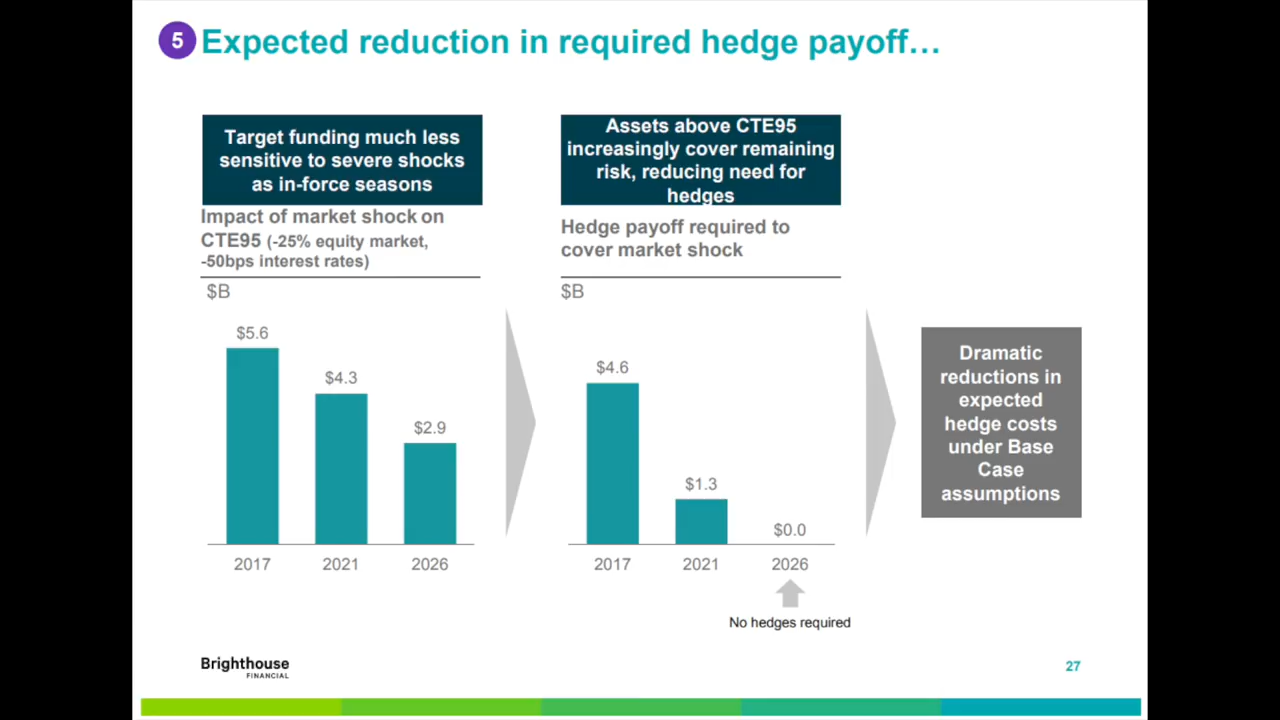 5 Expected reduction in required hedge payoff…
Target funding much less
sensitive to severe shocks
as in-force seasons
Impact of market shock on
CTE95 (-25% equity market,
-50bps interest rates)
$B
$5.6
$4.3
$2.9
2017 2021 2026
Assets above CTE95
increasingly cover remaining
risk, reducing need for
hedges
Hedge payoff required to
cover market shock
$B
$4.6
$1.3
$0.0
2017 2021 2026
No hedges required
Dramatic
reductions in
expected
hedge costs
under Base
Case
assumptions
Brighthouse
FINANCIAL
27